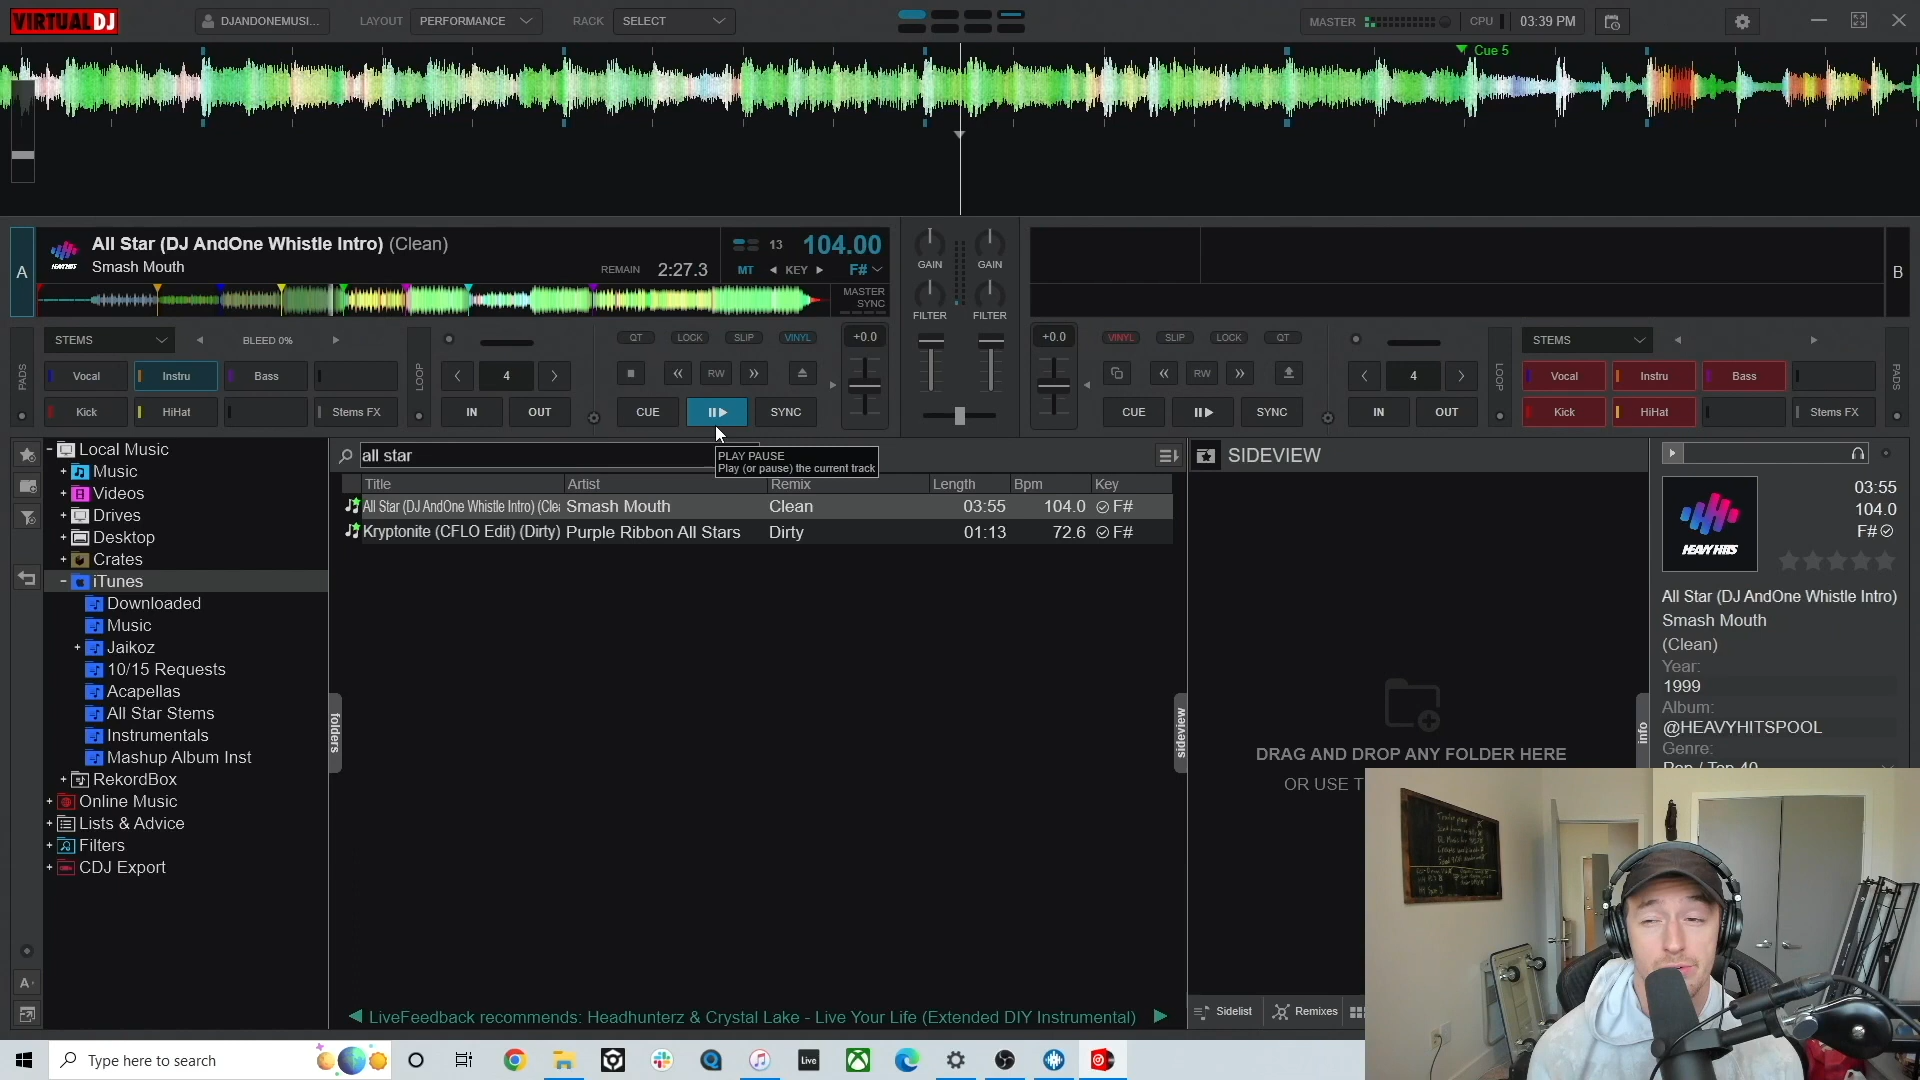 VIRTUAL DJ
DJANDONEMUSI...
LAYOUT
PERFORMANCE
RACK
SELECT
MASTER
CPU
03:39 PM
Cue 5
A
HEAVY HITS
All Star (DJ AndOne Whistle Intro) (Clean)
Smash Mouth
REMAIN 2:27.3
13 104.00
MT KEY F#
MASTER SYNC
GAIN GAIN
FILTER FILTER
B
PADS
STEMS
BLEED 0%
Vocal Instru Bass
Kick HiHat Stems FX
LOOP
4
IN OUT
QT LOCK SLIP VINYL
RW
CUE SYNC
+0.0
+0.0
VINYL SLIP LOCK QT
RW
CUE SYNC
4
IN OUT
LOOP
STEMS
Vocal Instru Bass
Kick HiHat Stems FX
PADS
Local Music
Music
Videos
Drives
Desktop
Crates
iTunes
Downloaded
Music
Jaikoz
10/15 Requests
Acapellas
All Star Stems
Instrumentals
Mashup Album Inst
RekordBox
Online Music
Lists & Advice
Filters
CDJ Export
folders
all star
PLAY PAUSE
Play (or pause) the current track
Title Artist Remix Length Bpm Key
All Star (DJ AndOne Whistle Intro) (Cle Smash Mouth Clean 03:55 104.0 F#
Kryptonite (CFLO Edit) (Dirty) Purple Ribbon All Stars Dirty 01:13 72.6 F#
LiveFeedback recommends: Headhunterz & Crystal Lake - Live Your Life (Extended DIY Instrumental)
sideview
SIDEVIEW
DRAG AND DROP ANY FOLDER HERE
OR USE T
Sidelist
Remixes
info
HEAVY HITS
03:55
104.0
F#
All Star (DJ AndOne Whistle Intro)
Smash Mouth
(Clean)
Year:
1999
Album:
@HEAVYHITSPOOL
Genre:
Pop / Top 40
A
Type here to search
Live